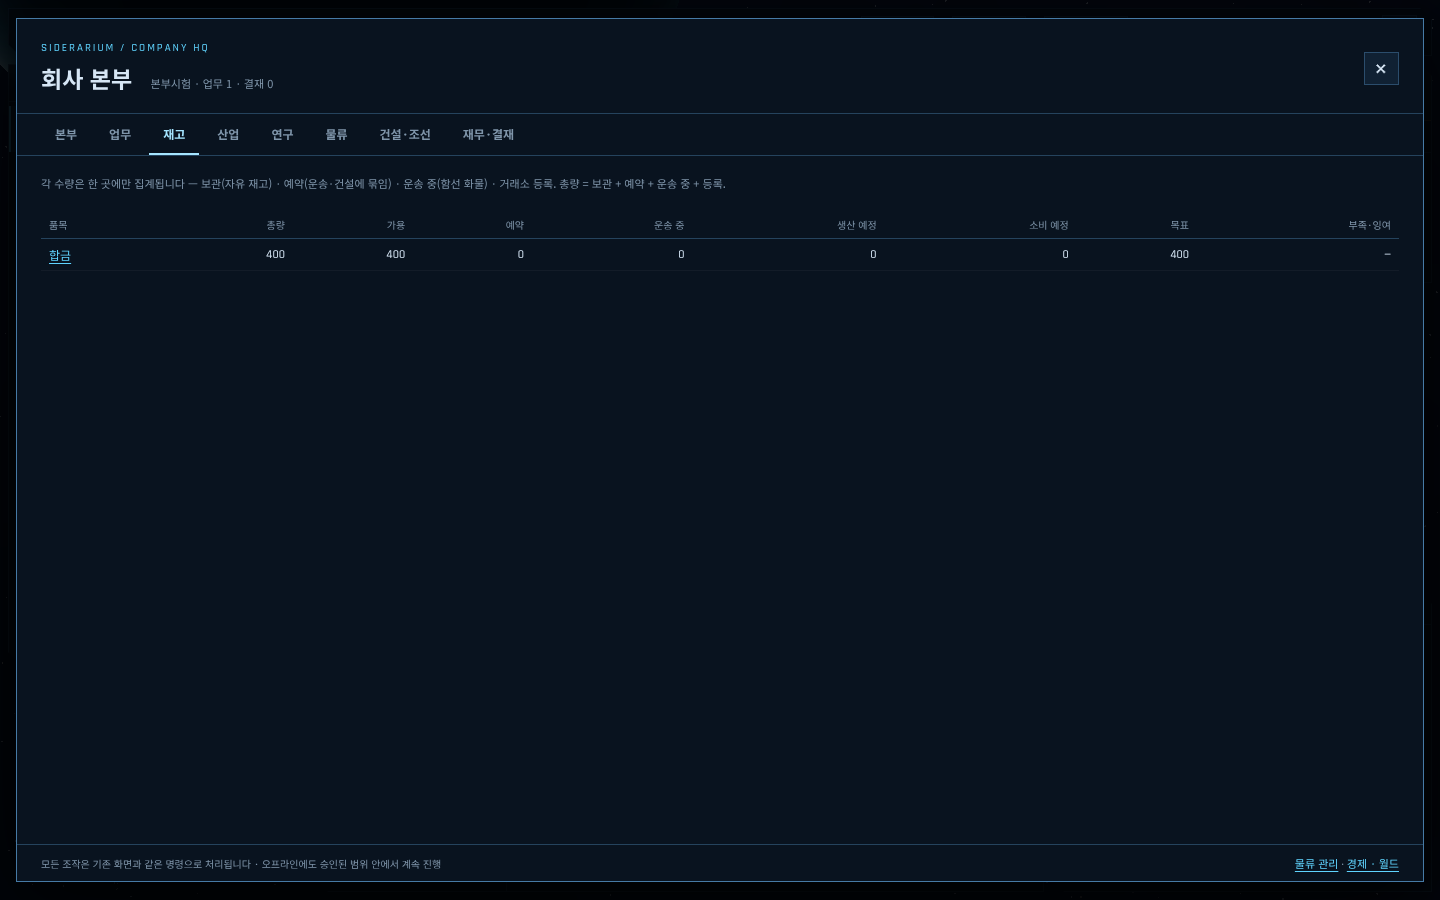 SIDERARIUM / COMPANY HQ
회사 본부 본부시험 · 업무 1 · 결재 0
×
본부 업무 재고 산업 연구 물류 건설·조선 재무·결재
각 수량은 한 곳에만 집계됩니다 — 보관(자유 재고) · 예약(운송·건설에 묶임) · 운송 중(함선 화물) · 거래소 등록. 총량 = 보관 + 예약 + 운송 중 + 등록.
품목 총량 가용 예약 운송 중 생산 예정 소비 예정 목표 부족·잉여
합금 400 400 0 0 0 0 400 —
모든 조작은 기존 화면과 같은 명령으로 처리됩니다 · 오프라인에도 승인된 범위 안에서 계속 진행 물류 관리 · 경제 · 월드